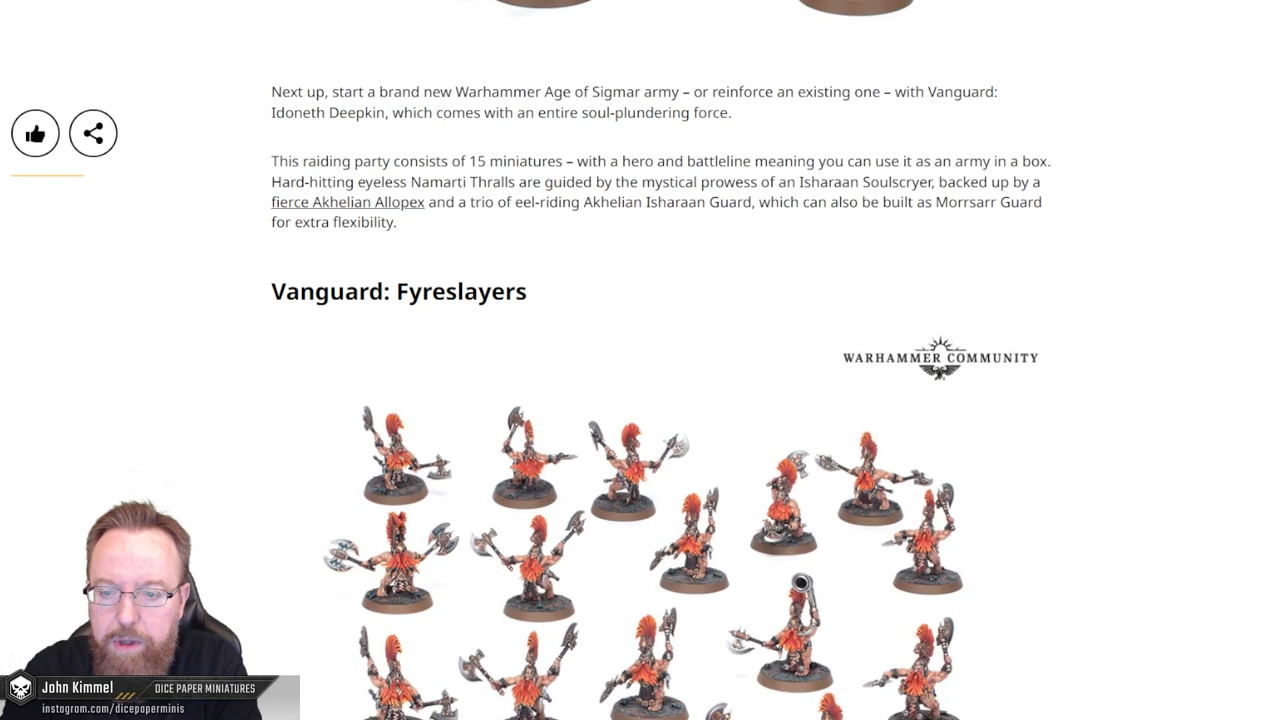 Next up, start a brand new Warhammer Age of Sigmar army – or reinforce an existing one – with Vanguard:
Idoneth Deepkin, which comes with an entire soul-plundering force.
This raiding party consists of 15 miniatures – with a hero and battleline meaning you can use it as an army in a box.
Hard-hitting eyeless Namarti Thralls are guided by the mystical prowess of an Isharaan Soulscryer, backed up by a
fierce Akhelian Allopex and a trio of eel-riding Akhelian Isharaan Guard, which can also be built as Morrsarr Guard
for extra flexibility.
Vanguard: Fyreslayers
WARHAMMER COMMUNITY
John Kimmel
DICE PAPER MINIATURES
instagram.com/dicepaperminis